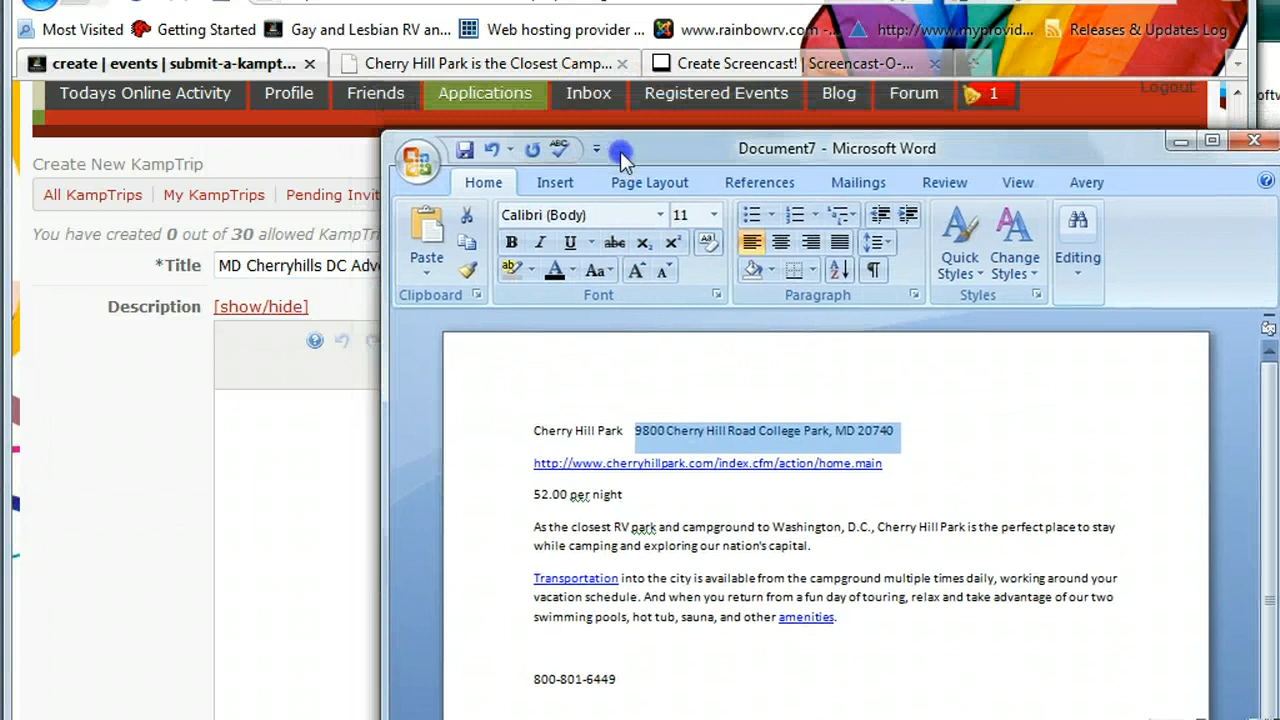 Most Visited Getting Started Gay and Lesbian RV an... Web hosting provider ... www.rainbowrv.com -... http://www.myprovid... Releases & Updates Log
create | events | submit-a-kampt... Cherry Hill Park is the Closest Camp... Create Screencast! | Screencast-O-...
Logout
Todays Online Activity Profile Friends Applications Inbox Registered Events Blog Forum 1
Document7 - Microsoft Word
Create New KampTrip
Home Insert Page Layout References Mailings Review View Avery
All KampTrips My KampTrips Pending Invit
Calibri (Body) 11
You have created 0 out of 30 allowed KampTri
B I U abc X₂ X²
Paste Quick Styles Change Styles Editing
*Title MD Cherryhills DC Adv
ab A Aa A A
Clipboard Font Paragraph Styles
Description [show/hide]
Cherry Hill Park 9800 Cherry Hill Road College Park, MD 20740
http://www.cherryhillpark.com/index.cfm/action/home.main
52.00 per night
As the closest RV park and campground to Washington, D.C., Cherry Hill Park is the perfect place to stay
while camping and exploring our nation's capital.
Transportation into the city is available from the campground multiple times daily, working around your
vacation schedule. And when you return from a fun day of touring, relax and take advantage of our two
swimming pools, hot tub, sauna, and other amenities.
800-801-6449